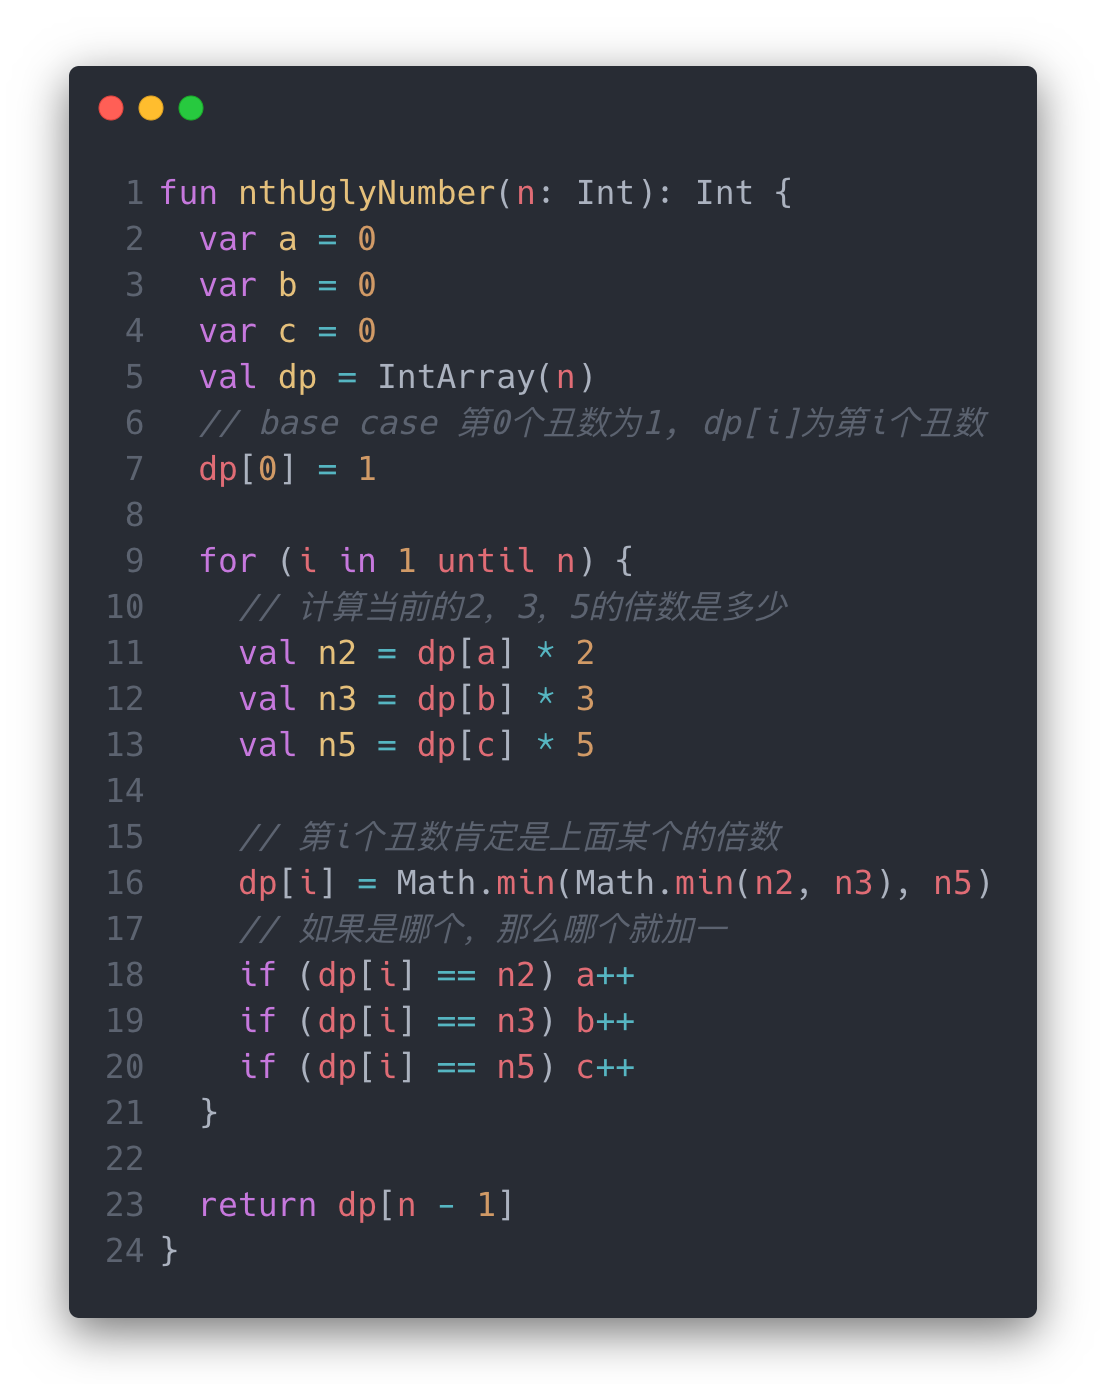 1 fun nthUglyNumber(n: Int): Int {
2   var a = 0
3   var b = 0
4   var c = 0
5   val dp = IntArray(n)
6   // base case 第0个丑数为1, dp[i]为第i个丑数
7   dp[0] = 1
8
9   for (i in 1 until n) {
10     // 计算当前的2, 3, 5的倍数是多少
11     val n2 = dp[a] * 2
12     val n3 = dp[b] * 3
13     val n5 = dp[c] * 5
14
15     // 第i个丑数肯定是上面某个的倍数
16     dp[i] = Math.min(Math.min(n2, n3), n5)
17     // 如果是哪个, 那么哪个就加一
18     if (dp[i] == n2) a++
19     if (dp[i] == n3) b++
20     if (dp[i] == n5) c++
21   }
22
23   return dp[n - 1]
24 }